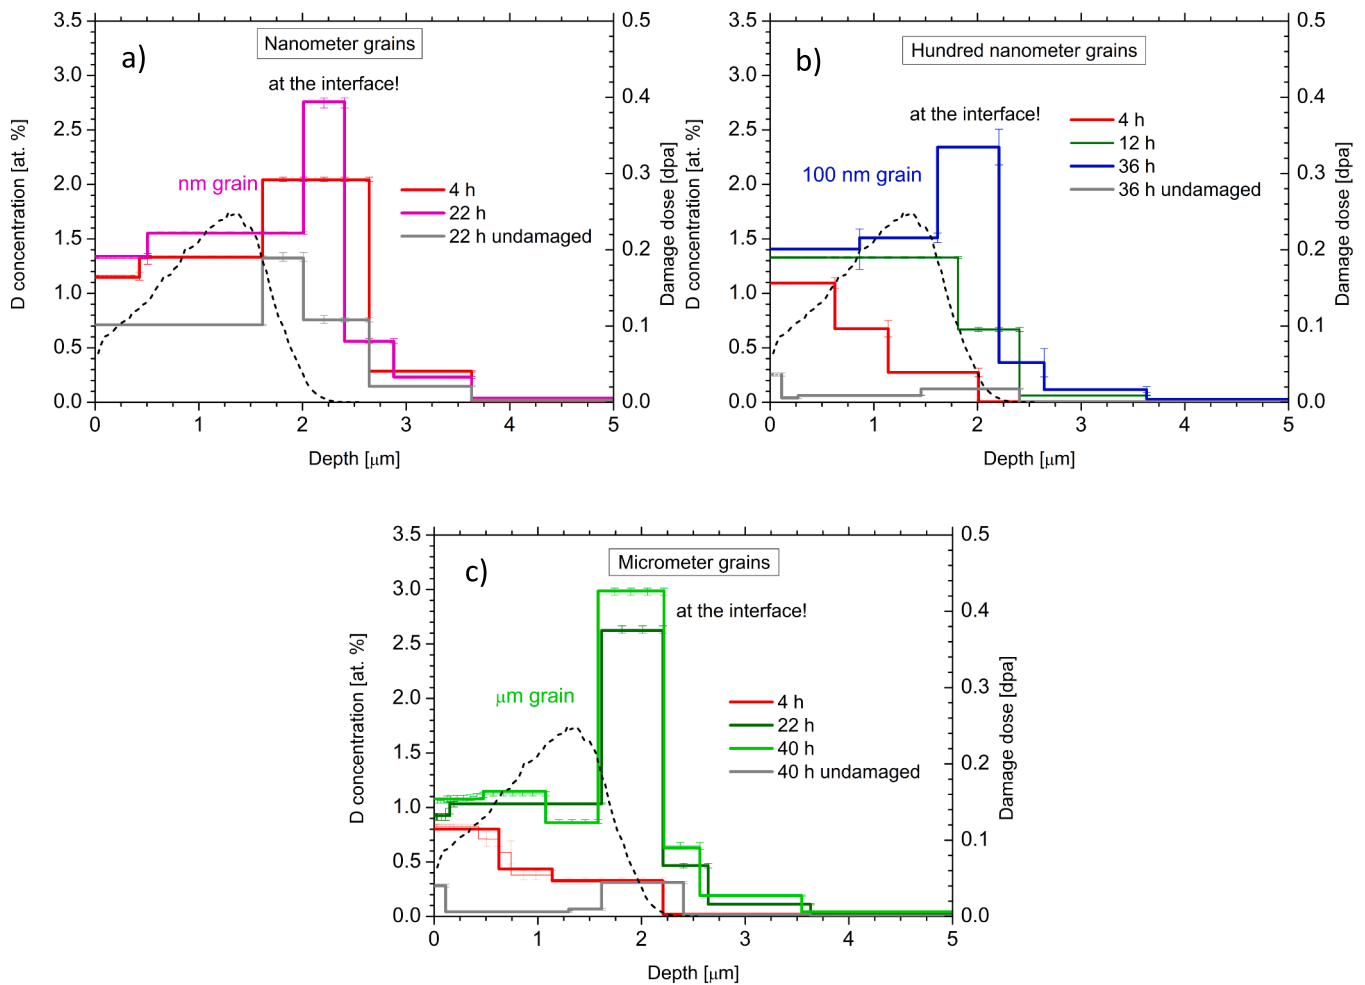 a)
Nanometer grains
at the interface!
nm grain
4 h
22 h
22 h undamaged
D concentration [at. %]
3.5
3.0
2.5
2.0
1.5
1.0
0.5
0.0
0
1
2
3
4
5
Depth [μm]
0.5
0.4
0.3
0.2
0.1
0.0
Damage dose [dpa]
b)
Hundred nanometer grains
at the interface!
100 nm grain
4 h
12 h
36 h
36 h undamaged
D concentration [at. %]
3.5
3.0
2.5
2.0
1.5
1.0
0.5
0.0
0
1
2
3
4
5
Depth [μm]
0.5
0.4
0.3
0.2
0.1
0.0
Damage dose [dpa]
c)
Micrometer grains
at the interface!
μm grain
4 h
22 h
40 h
40 h undamaged
D concentration [at. %]
3.5
3.0
2.5
2.0
1.5
1.0
0.5
0.0
0
1
2
3
4
5
Depth [μm]
0.5
0.4
0.3
0.2
0.1
0.0
Damage dose [dpa]